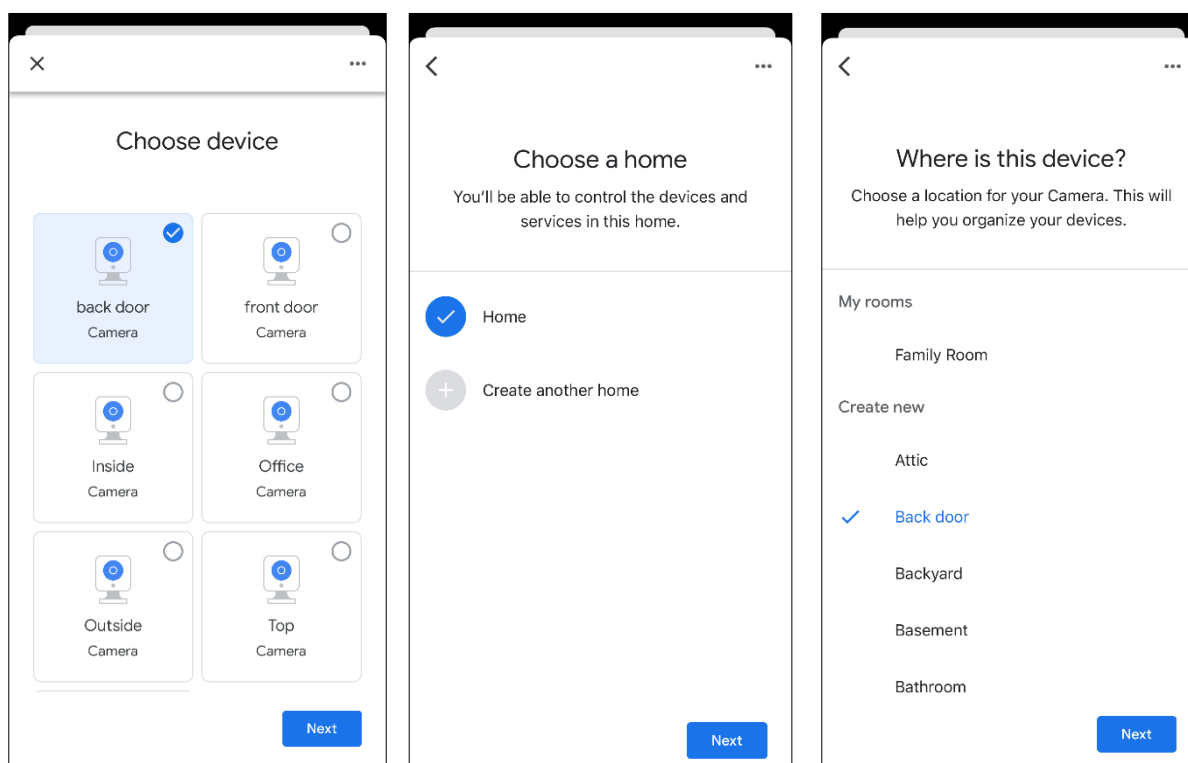 Choose device
back door
Camera
front door
Camera
Inside
Camera
Office
Camera
Outside
Camera
Top
Camera
Next
Choose a home
You'll be able to control the devices and
services in this home.
Home
Create another home
Next
Where is this device?
Choose a location for your Camera. This will
help you organize your devices.
My rooms
Family Room
Create new
Attic
Back door
Backyard
Basement
Bathroom
Next